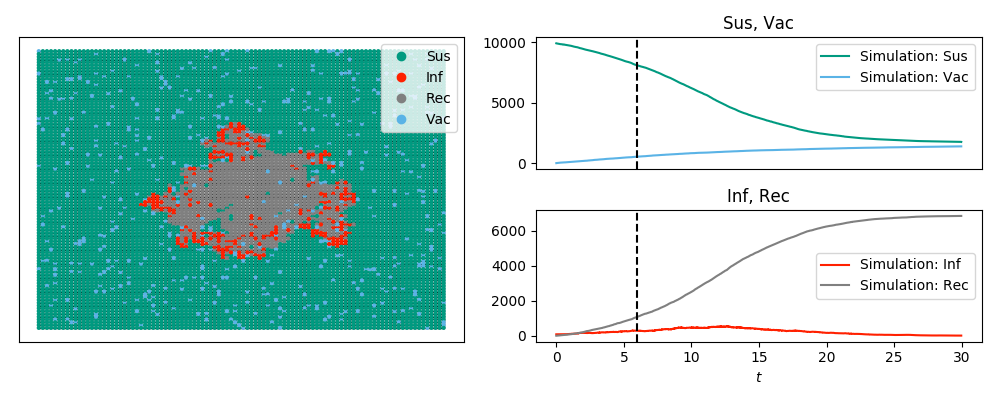 Sus
Inf
Rec
Vac
Sus, Vac
10000
5000
0
Simulation: Sus
Simulation: Vac
Inf, Rec
6000
4000
2000
0
Simulation: Inf
Simulation: Rec
0 5 10 15 20 25 30
t